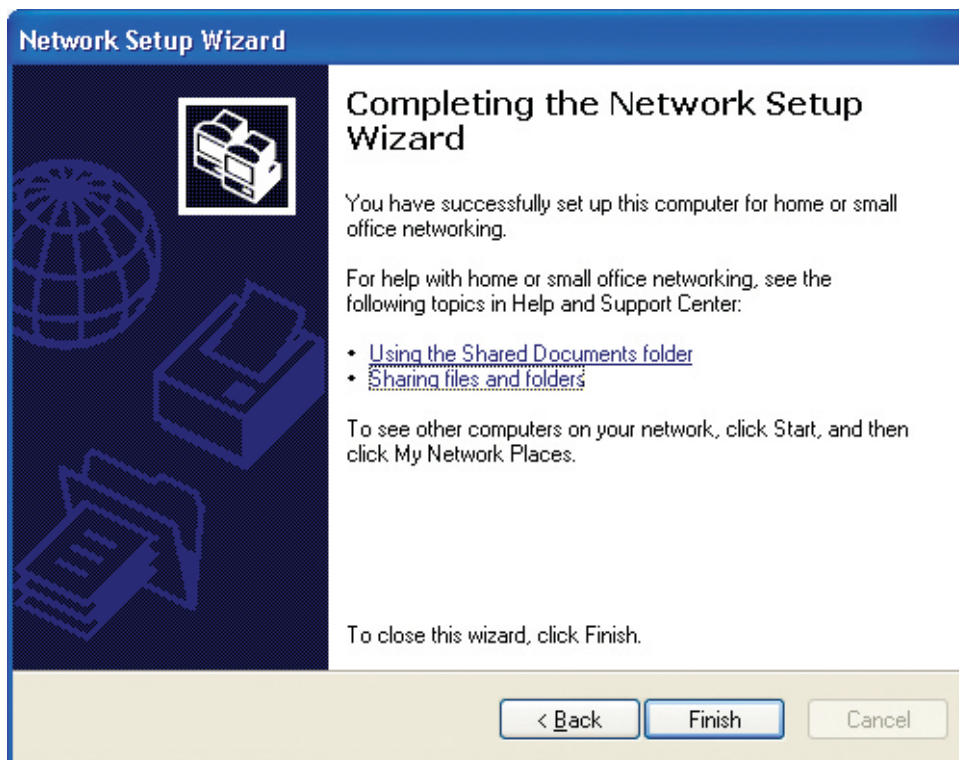 Network Setup Wizard
Completing the Network Setup
Wizard
You have successfully set up this computer for home or small
office networking.
For help with home or small office networking, see the
following topics in Help and Support Center:
• Using the Shared Documents folder
• Sharing files and folders
To see other computers on your network, click Start, and then
click My Network Places.
To close this wizard, click Finish.
< Back Finish Cancel